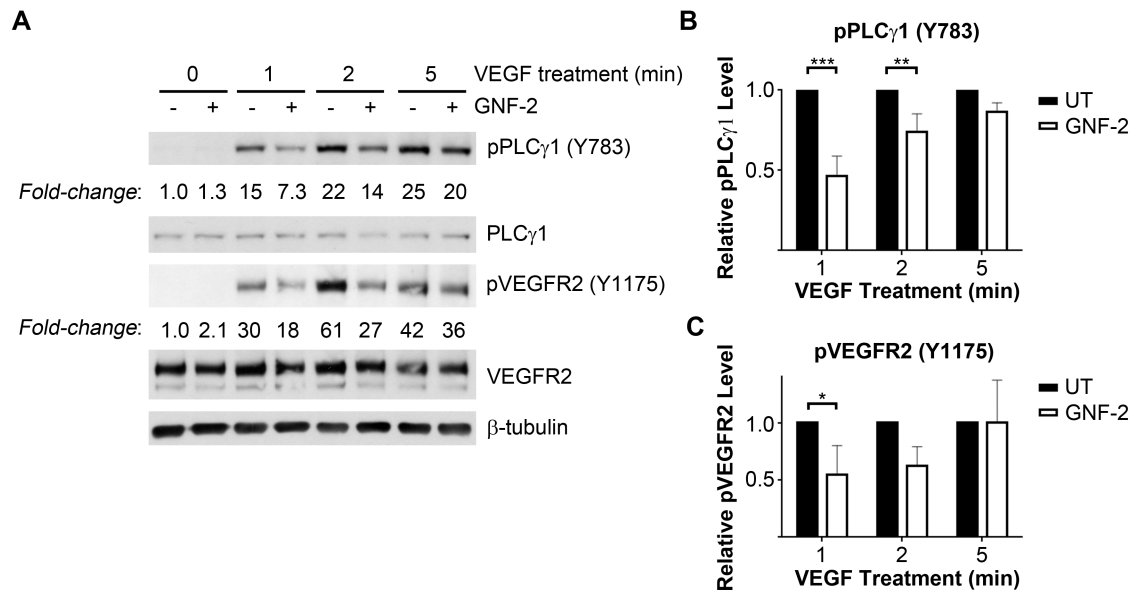 A
0 1 2 5 VEGF treatment (min)
- + - + - + - + GNF-2
pPLCγ1 (Y783)
Fold-change: 1.0 1.3 15 7.3 22 14 25 20
PLCγ1
pVEGFR2 (Y1175)
Fold-change: 1.0 2.1 30 18 61 27 42 36
VEGFR2
β-tubulin
B
pPLCγ1 (Y783)
Relative pPLCγ1 Level
1.0
0.5
*** **
UT
GNF-2
1 2 5
VEGF Treatment (min)
C
pVEGFR2 (Y1175)
Relative pVEGFR2 Level
1.0
0.5
*
UT
GNF-2
1 2 5
VEGF Treatment (min)